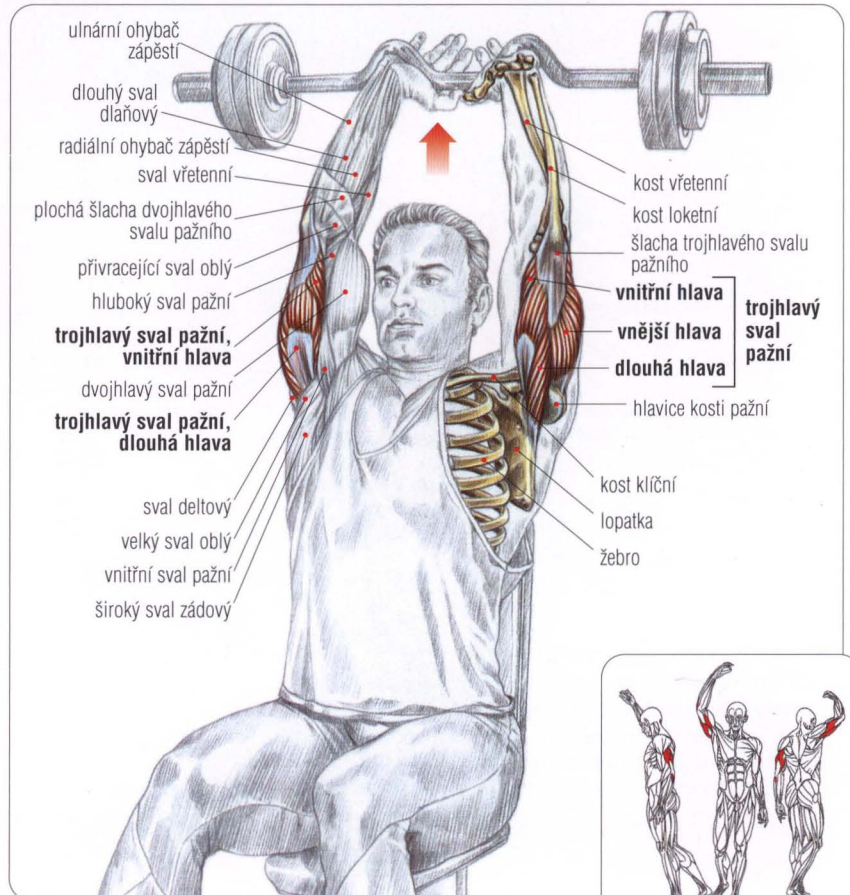 ulnární ohybač
zápěstí
dlouhý sval
dlaňový
radiální ohybač zápěstí
sval vřetenní
plochá šlacha dvojhlavého
svalu pažního
přivracející sval oblý
hluboký sval pažní
trojhlavý sval pažní,
vnitřní hlava
dvojhlavý sval pažní
trojhlavý sval pažní,
dlouhá hlava
sval deltový
velký sval oblý
vnitřní sval pažní
široký sval zádový
kost vřetenní
kost loketní
šlacha trojhlavého svalu
pažního
vnitřní hlava
vnější hlava
dlouhá hlava
trojhlavý
sval
pažní
hlavice kosti pažní
kost klíční
lopatka
žebro